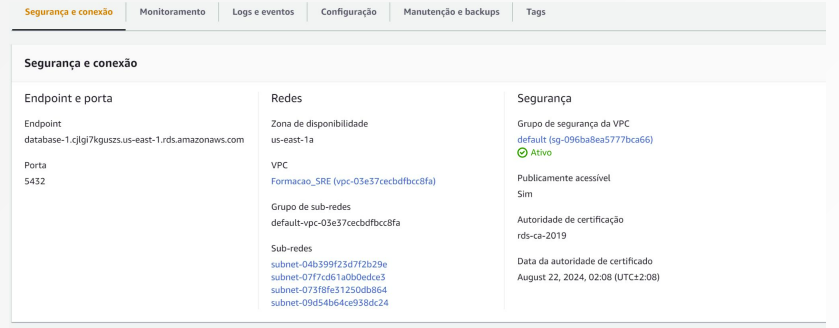 Segurança e conexão
Monitoramento
Logs e eventos
Configuração
Manutenção e backups
Tags
Segurança e conexão
Endpoint e porta
Endpoint
database-1.cjlgi7kguszs.us-east-1.rds.amazonaws.com
Porta
5432
Redes
Zona de disponibilidade
us-east-1a
VPC
Formacao_SRE (vpc-03e37cecbdfbcc8fa)
Grupo de sub-redes
default-vpc-03e37cecbdfbcc8fa
Sub-redes
subnet-04b399f23d7f2b29e
subnet-07f7cd61a0b0edce3
subnet-073f8fe31250db864
subnet-09d54b64ce938dc24
Segurança
Grupo de segurança da VPC
default (sg-096ba8ea5777bca66)
Ativo
Publicamente acessível
Sim
Autoridade de certificação
rds-ca-2019
Data da autoridade de certificado
August 22, 2024, 02:08 (UTC±2:08)